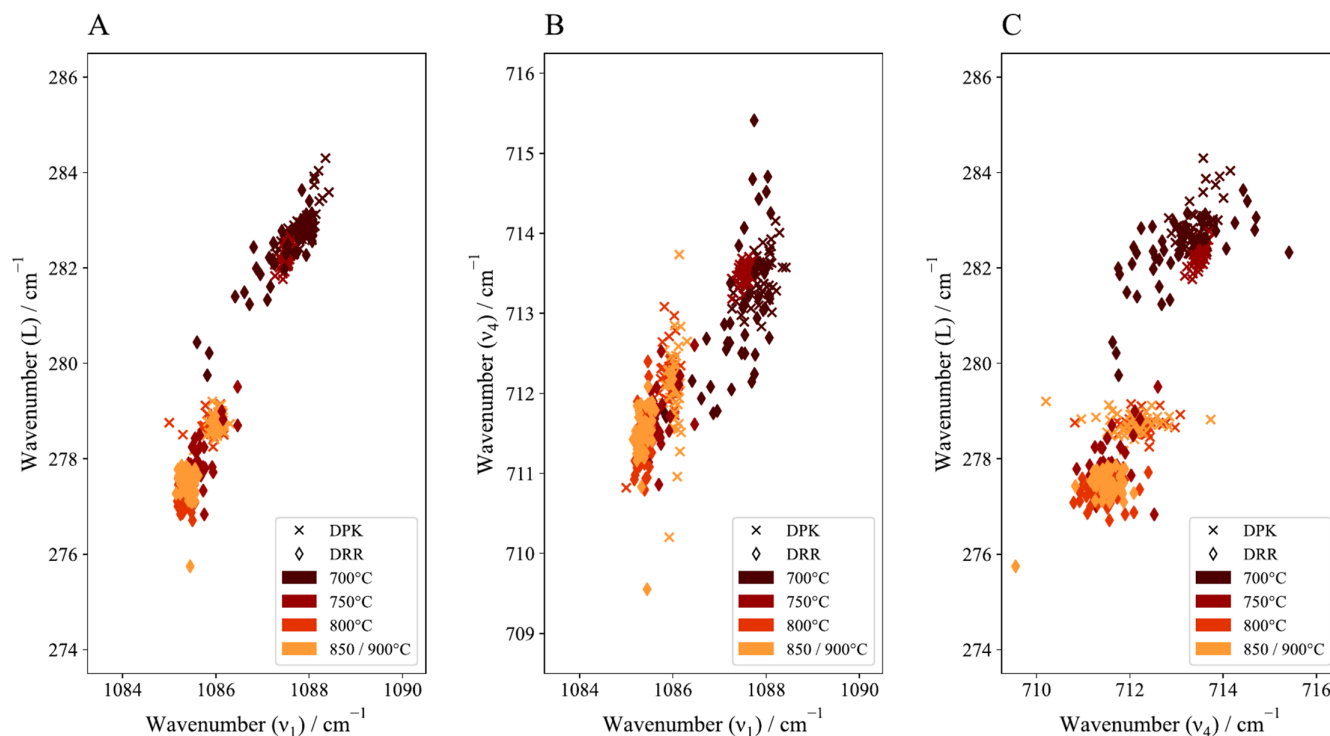 A
286
284
282
280
278
276
274
Wavenumber (L) / cm⁻¹
1084
1086
1088
1090
Wavenumber (ν₁) / cm⁻¹
DPK
DRR
700°C
750°C
800°C
850 / 900°C
B
716
715
714
713
712
711
710
709
Wavenumber (ν₄) / cm⁻¹
1084
1086
1088
1090
Wavenumber (ν₁) / cm⁻¹
DPK
DRR
700°C
750°C
800°C
850 / 900°C
C
286
284
282
280
278
276
274
Wavenumber (L) / cm⁻¹
710
712
714
716
Wavenumber (ν₄) / cm⁻¹
DPK
DRR
700°C
750°C
800°C
850 / 900°C